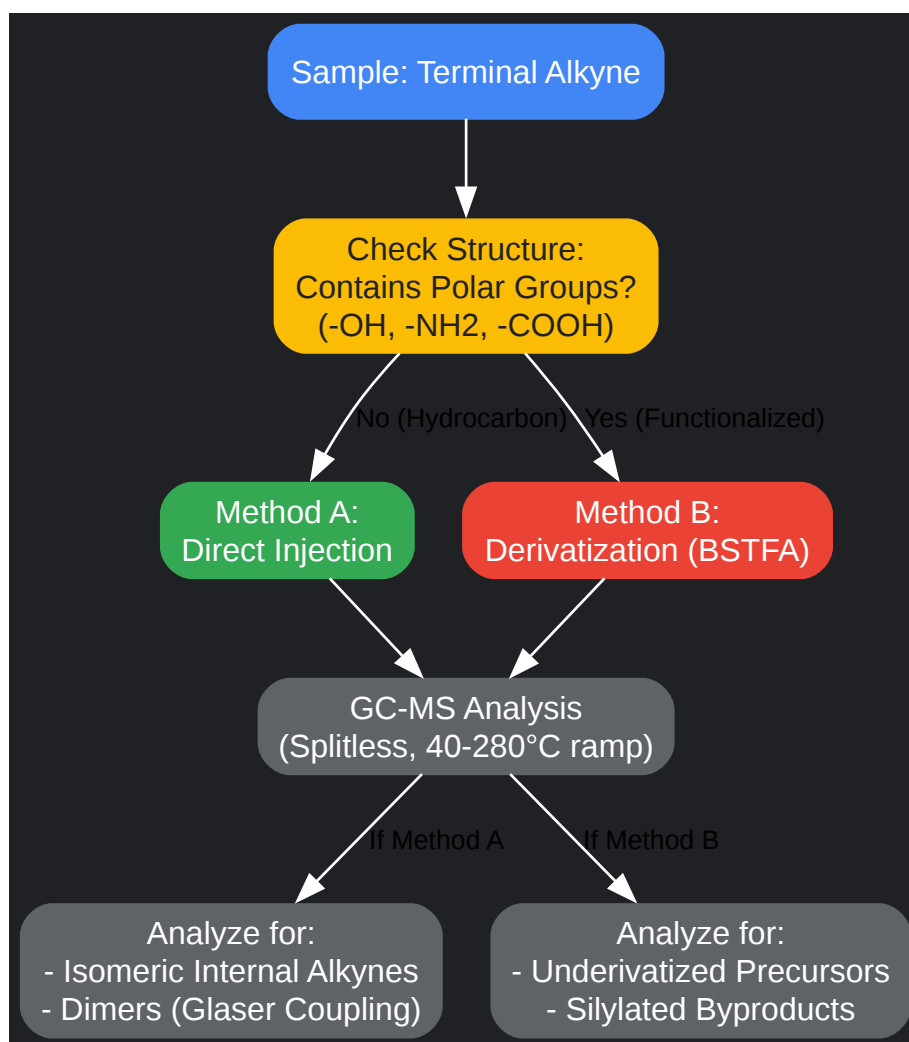 Sample: Terminal Alkyne
Check Structure:
Contains Polar Groups?
(-OH, -NH2, -COOH)
No (Hydrocarbon)
Yes (Functionalized)
Method A:
Direct Injection
Method B:
Derivatization (BSTFA)
GC-MS Analysis
(Splitless, 40-280°C ramp)
If Method A
If Method B
Analyze for:
- Isomeric Internal Alkynes
- Dimers (Glaser Coupling)
Analyze for:
- Underivatized Precursors
- Silylated Byproducts